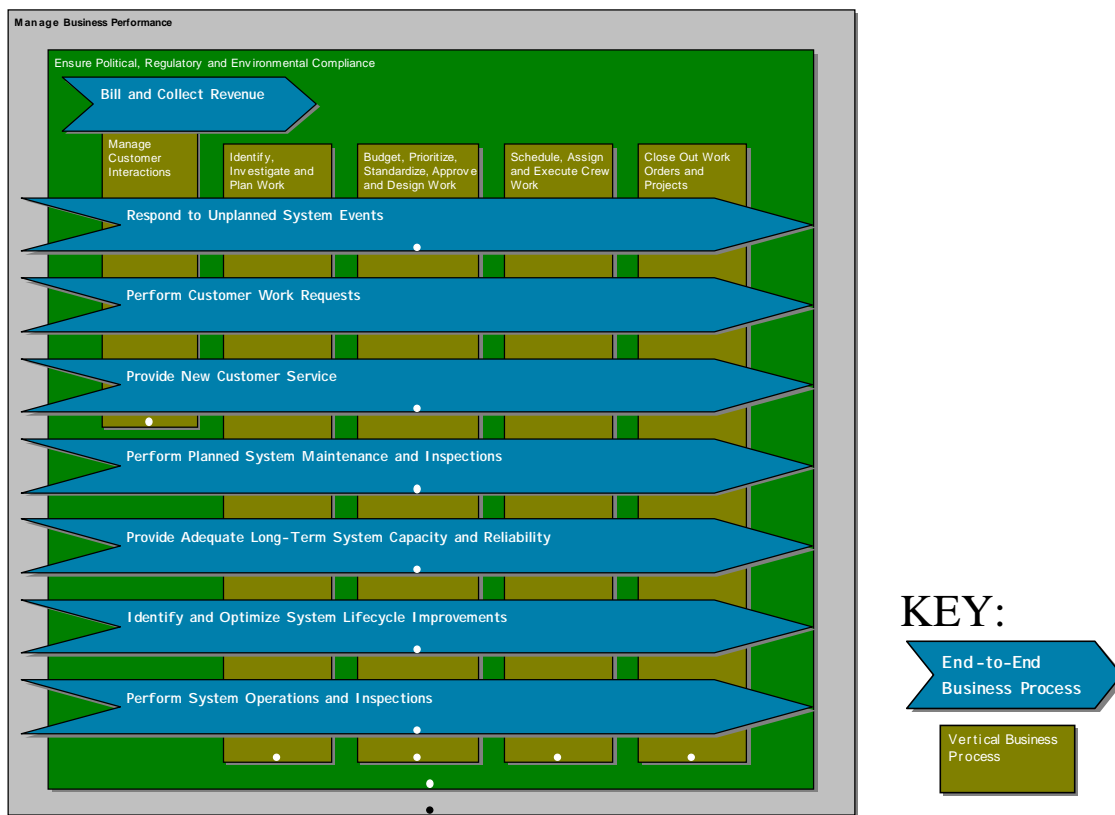 Manage Business Performance
Ensure Political, Regulatory and Environmental Compliance
Bill and Collect Revenue
Manage
Customer
Interactions
Identify,
Investigate and
Plan Work
Budget, Prioritize,
Standardize, Approve
and Design Work
Schedule, Assign
and Execute Crew
Work
Close Out Work
Orders and
Projects
Respond to Unplanned System Events
Perform Customer Work Requests
Provide New Customer Service
Perform Planned System Maintenance and Inspections
Provide Adequate Long-Term System Capacity and Reliability
Identify and Optimize System Lifecycle Improvements
Perform System Operations and Inspections
KEY:
End-to-End
Business Process
Vertical Business
Process